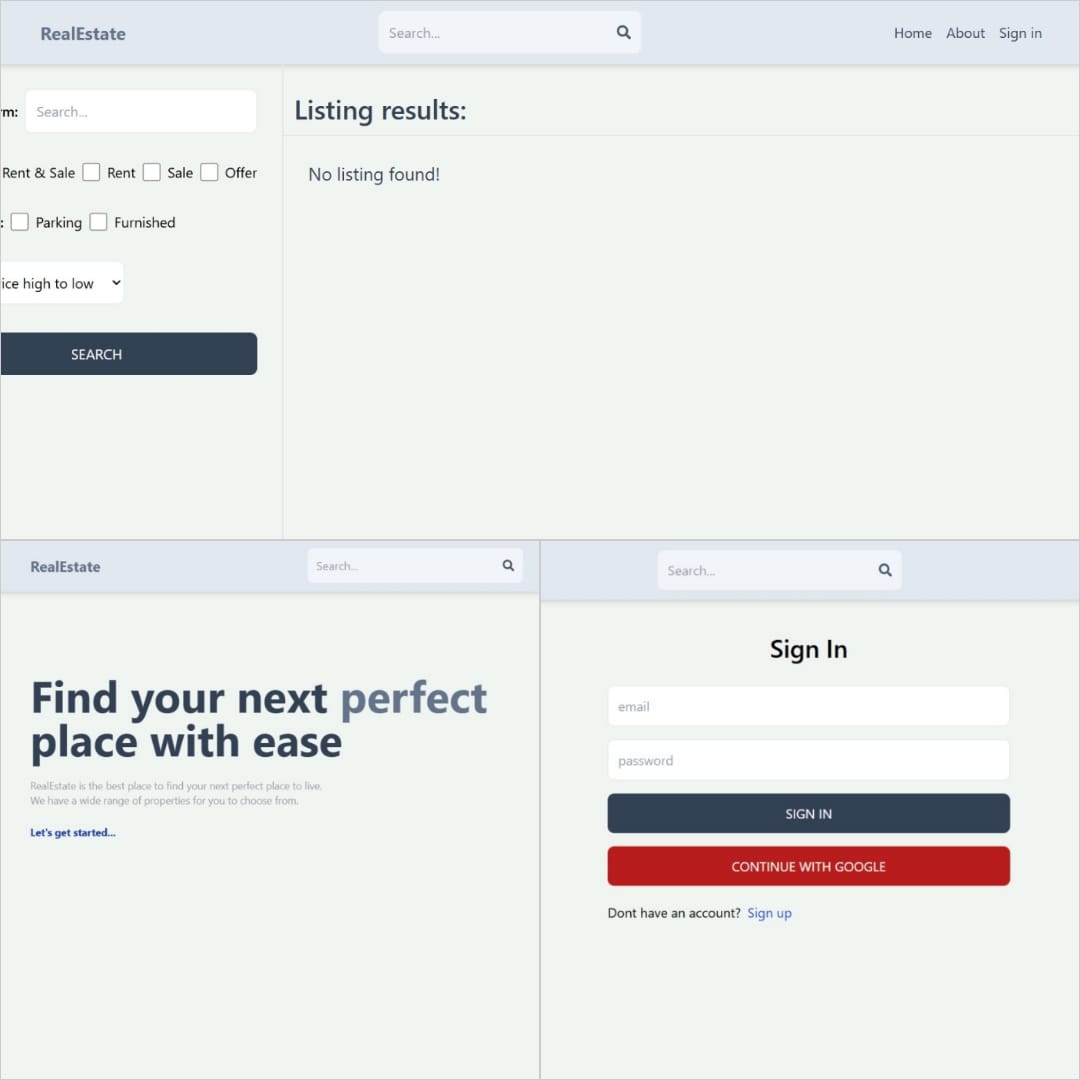 RealEstate Search... Home About Sign in
rm: Search...
Listing results:
No listing found!
Rent & Sale Rent Sale Offer
: Parking Furnished
ice high to low
SEARCH
RealEstate Search...
Find your next perfect
place with ease
RealEstate is the best place to find your next perfect place to live.
We have a wide range of properties for you to choose from.
Let's get started...
Search...
Sign In
email
password
SIGN IN
CONTINUE WITH GOOGLE
Dont have an account? Sign up